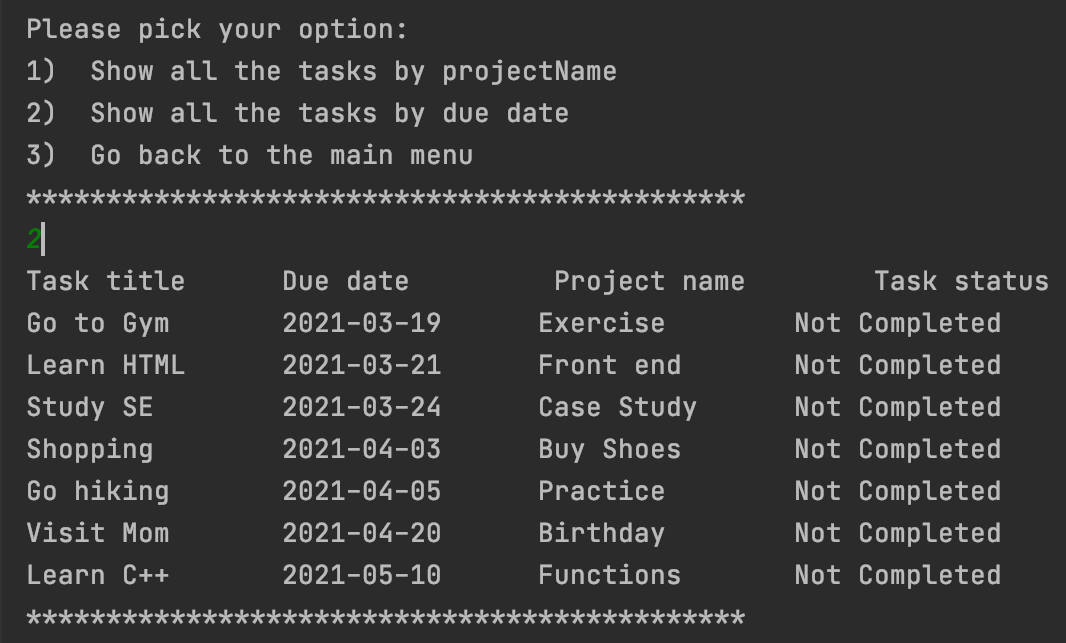 Please pick your option:
1)  Show all the tasks by projectName
2)  Show all the tasks by due date
3)  Go back to the main menu
*********************************************
2
Task title      Due date         Project name        Task status
Go to Gym       2021-03-19      Exercise        Not Completed
Learn HTML      2021-03-21      Front end       Not Completed
Study SE        2021-03-24      Case Study      Not Completed
Shopping        2021-04-03      Buy Shoes       Not Completed
Go hiking       2021-04-05      Practice        Not Completed
Visit Mom       2021-04-20      Birthday        Not Completed
Learn C++       2021-05-10      Functions       Not Completed
*********************************************